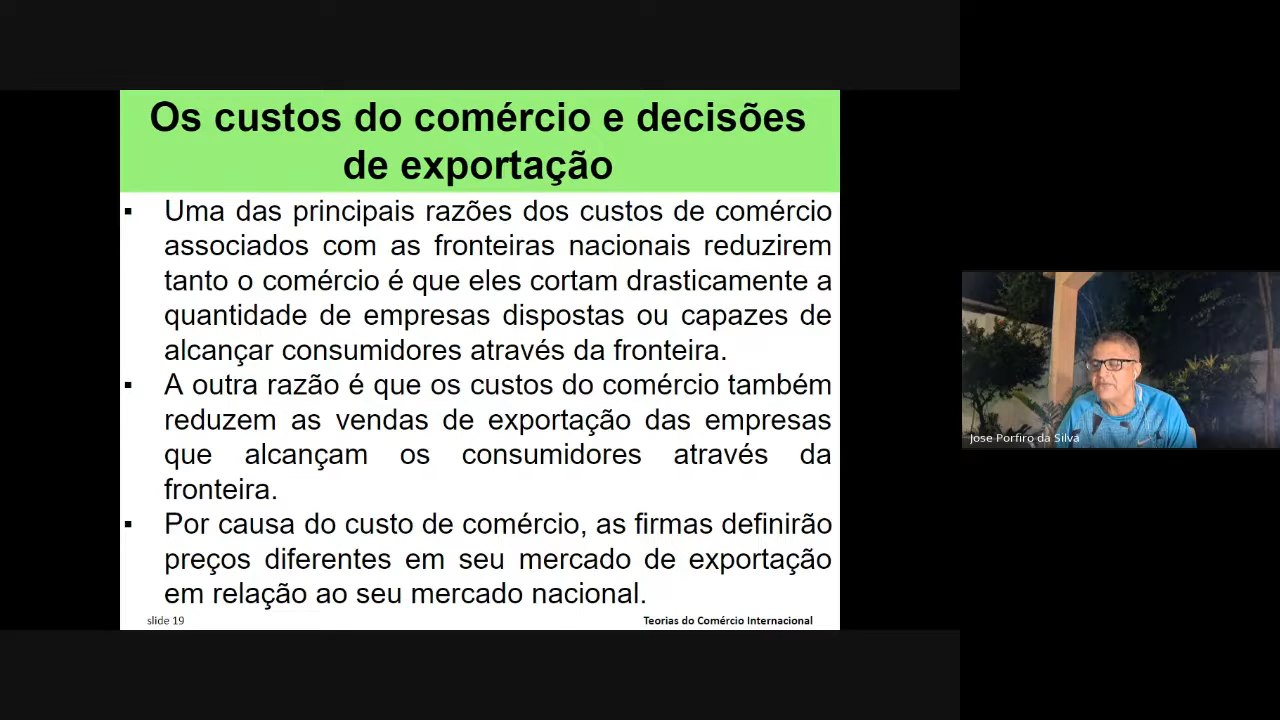 Os custos do comércio e decisões
de exportação
▪ Uma das principais razões dos custos de comércio
associados com as fronteiras nacionais reduzirem
tanto o comércio é que eles cortam drasticamente a
quantidade de empresas dispostas ou capazes de
alcançar consumidores através da fronteira.
▪ A outra razão é que os custos do comércio também
reduzem as vendas de exportação das empresas
que alcançam os consumidores através da
fronteira.
▪ Por causa do custo de comércio, as firmas definirão
preços diferentes em seu mercado de exportação
em relação ao seu mercado nacional.
slide 19
Teorias do Comércio Internacional
Jose Porfiro da Silva